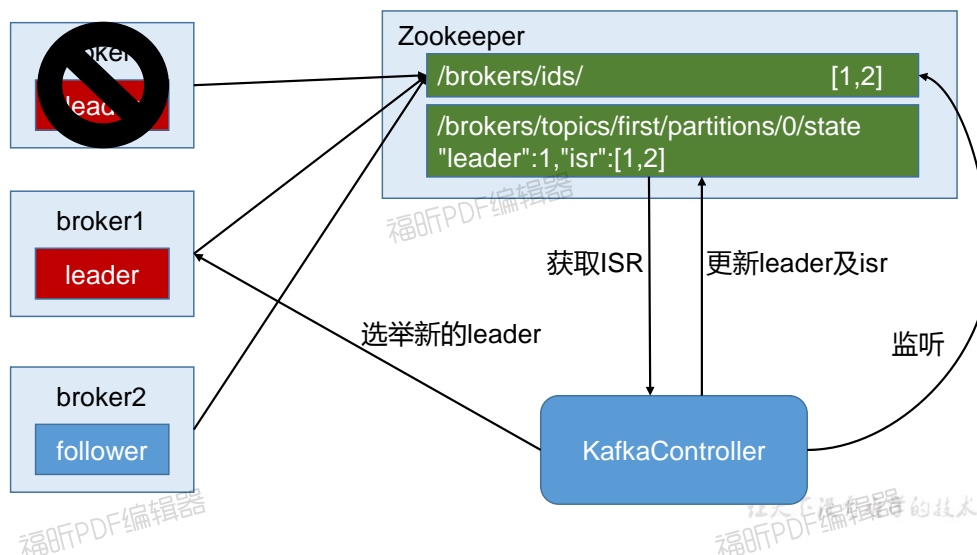 Zookeeper
/brokers/ids/ [1,2]
/brokers/topics/first/partitions/0/state
"leader":1,"isr":[1,2]
broker1
leader
获取ISR
更新leader及isr
选举新的leader
监听
broker2
follower
KafkaController
福昕PDF编辑器
福昕PDF编辑器
福昕PDF编辑器
的技术